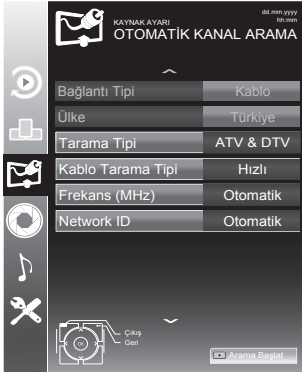 dd.mm.yyyy
hh:mm
KAYNAK AYARI
OTOMATİK KANAL ARAMA
Bağlantı Tipi Kablo
Ülke Türkiye
Tarama Tipi ATV & DTV
Kablo Tarama Tipi Hızlı
Frekans (MHz) Otomatik
Network ID Otomatik
Çıkış
Geri
OK
Arama Başlat